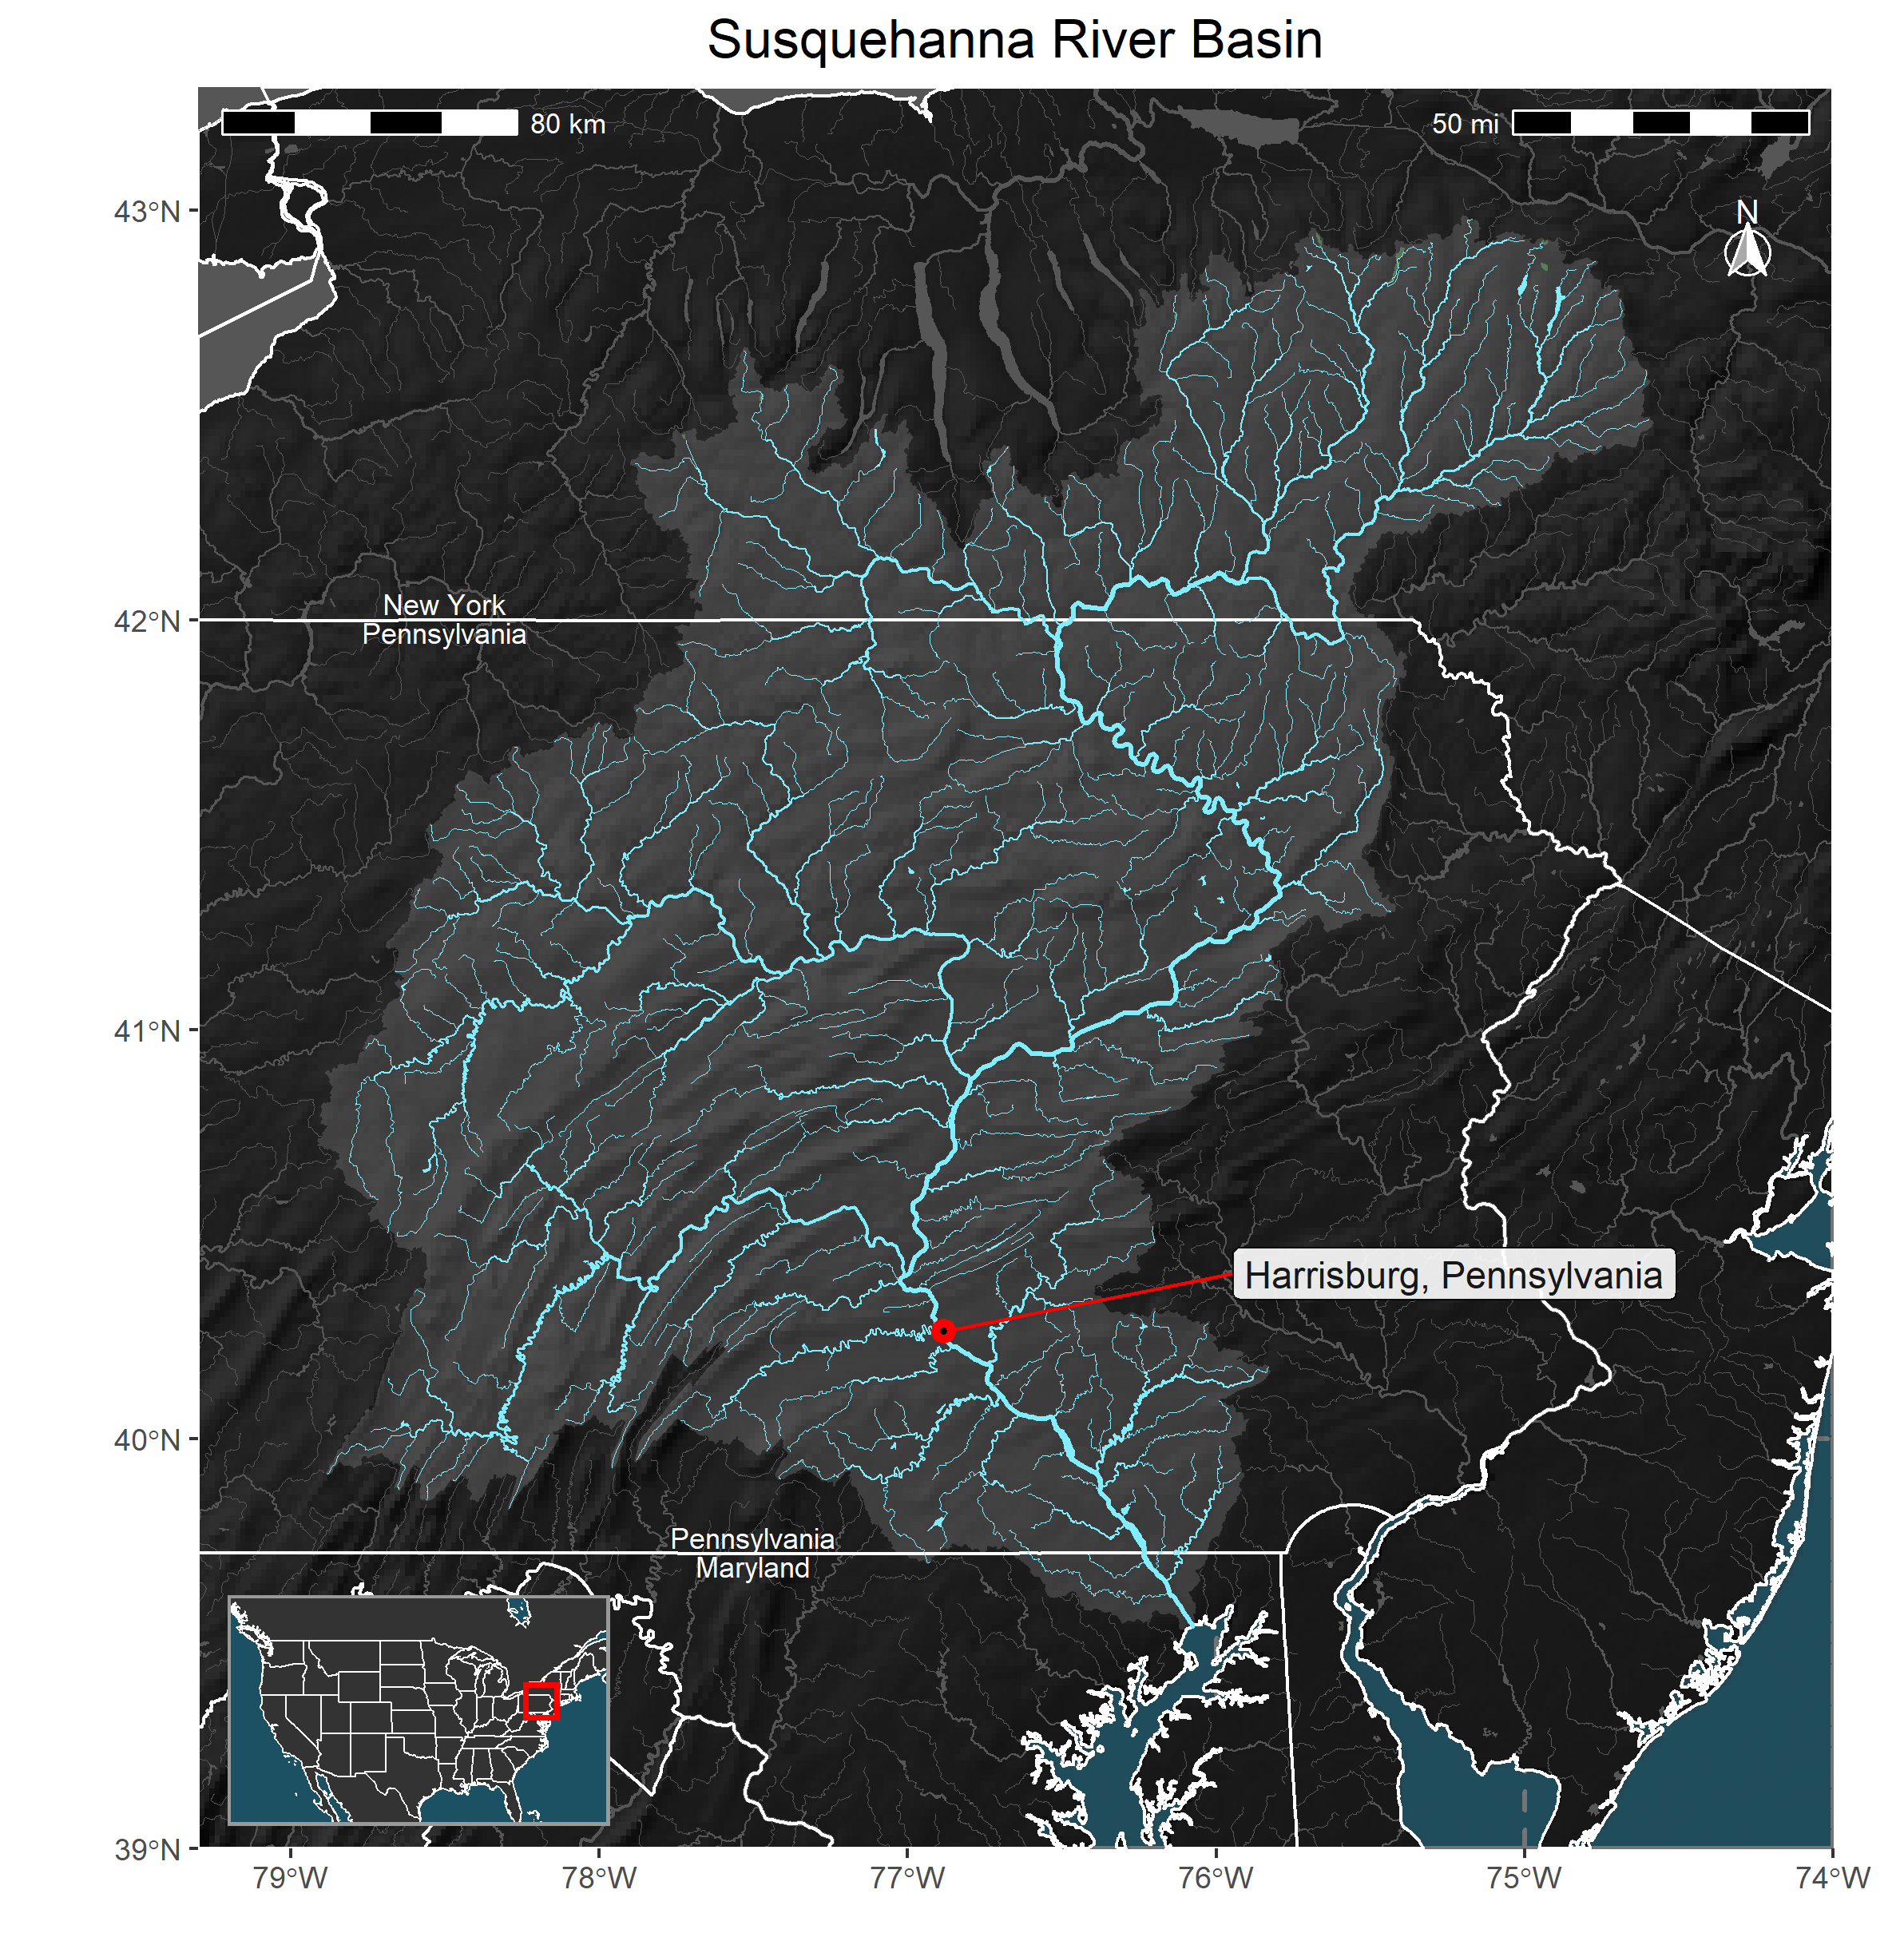 Susquehanna River Basin
80 km
50 mi
N
43°N
42°N
41°N
40°N
39°N
New York
Pennsylvania
Harrisburg, Pennsylvania
Pennsylvania
Maryland
79°W
78°W
77°W
76°W
75°W
74°W